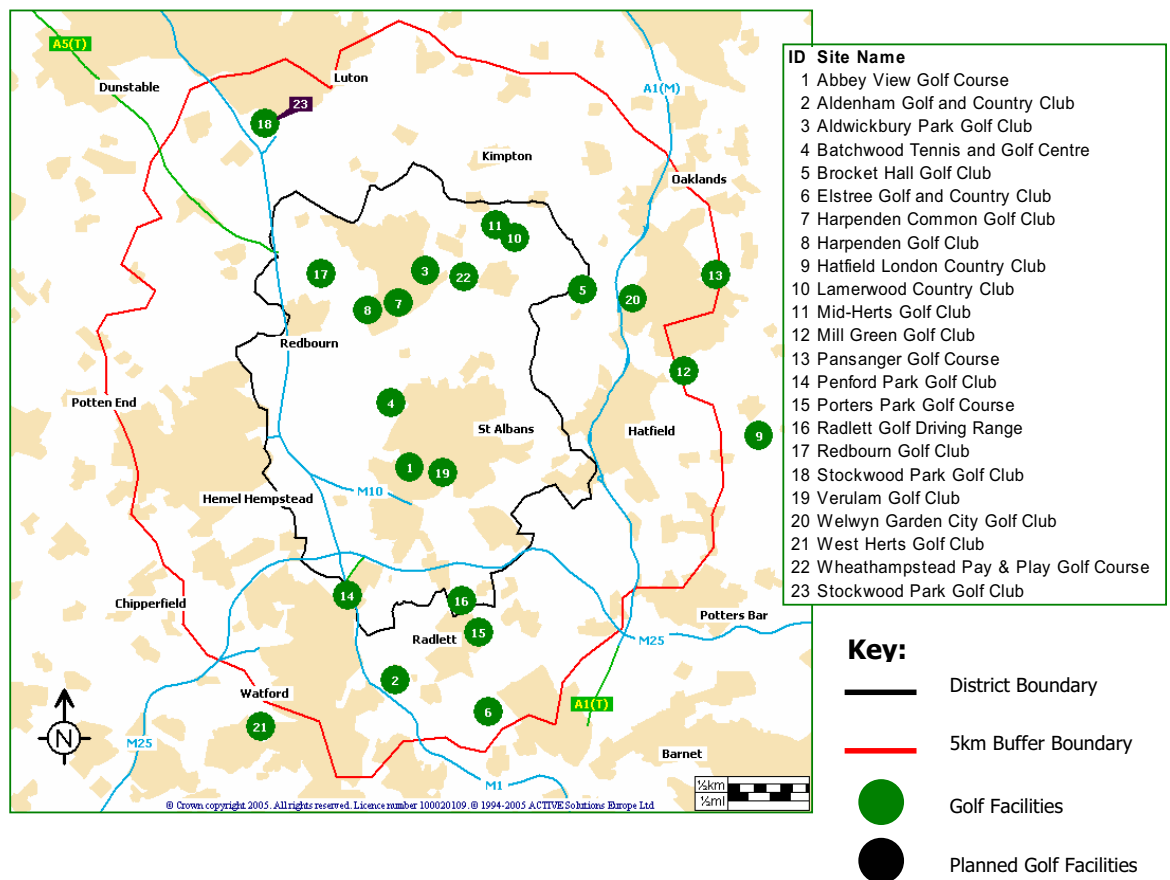 A5(T)
Dunstable
Luton
A1(M)
23
18
Kimpton
Oaklands
11
10
17
3
22
13
5
20
8
7
Redbourn
12
Potten End
4
St Albans
Hatfield
9
1
19
M10
Hemel Hempstead
14
16
Chipperfield
Radlett
15
Potters Bar
M25
2
Watford
A1(T)
6
21
N
M25
Barnet
M1
½km
½ml
© Crown copyright 2005. All rights reserved. Licence number 100020109. © 1994-2005 ACTIVE Solutions Europe Ltd
ID Site Name
1 Abbey View Golf Course
2 Aldenham Golf and Country Club
3 Aldwickbury Park Golf Club
4 Batchwood Tennis and Golf Centre
5 Brocket Hall Golf Club
6 Elstree Golf and Country Club
7 Harpenden Common Golf Club
8 Harpenden Golf Club
9 Hatfield London Country Club
10 Lamerwood Country Club
11 Mid-Herts Golf Club
12 Mill Green Golf Club
13 Pansanger Golf Course
14 Penford Park Golf Club
15 Porters Park Golf Course
16 Radlett Golf Driving Range
17 Redbourn Golf Club
18 Stockwood Park Golf Club
19 Verulam Golf Club
20 Welwyn Garden City Golf Club
21 West Herts Golf Club
22 Wheathampstead Pay & Play Golf Course
23 Stockwood Park Golf Club
Key:
District Boundary
5km Buffer Boundary
Golf Facilities
Planned Golf Facilities